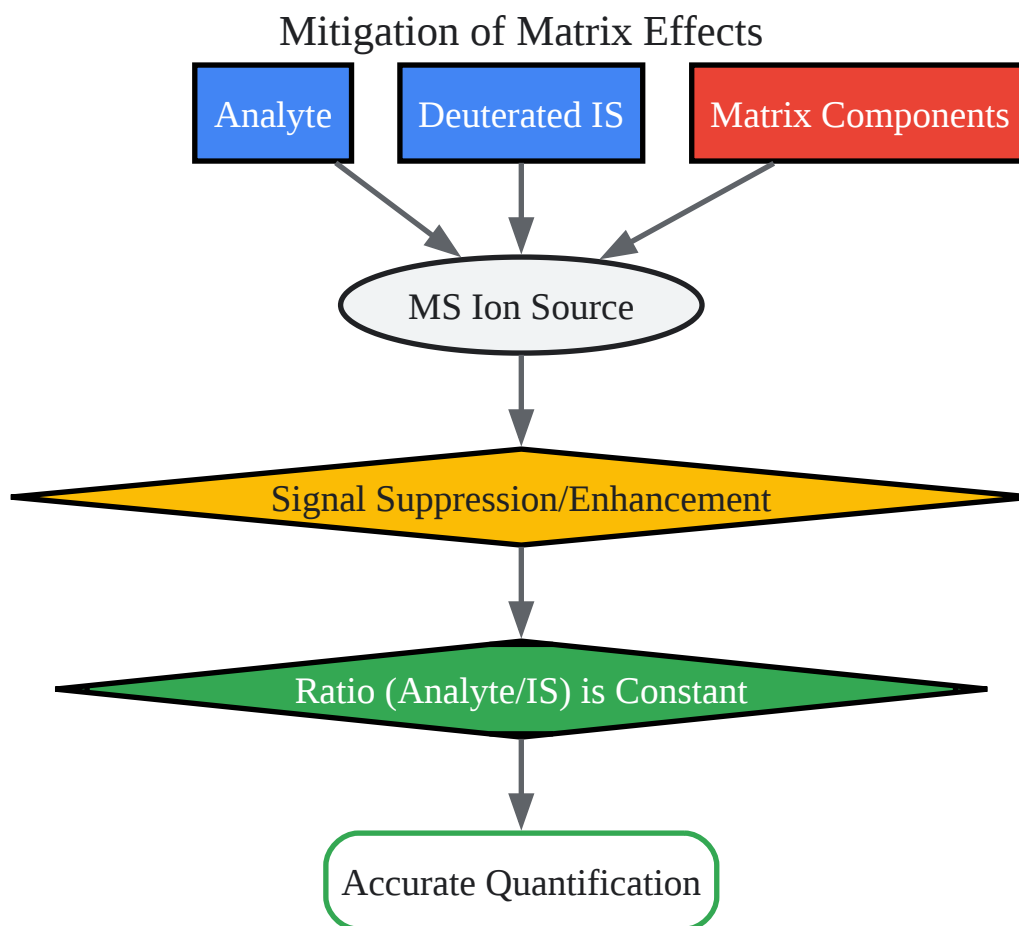 Mitigation of Matrix Effects
Analyte
Deuterated IS
Matrix Components
MS Ion Source
Signal Suppression/Enhancement
Ratio (Analyte/IS) is Constant
Accurate Quantification